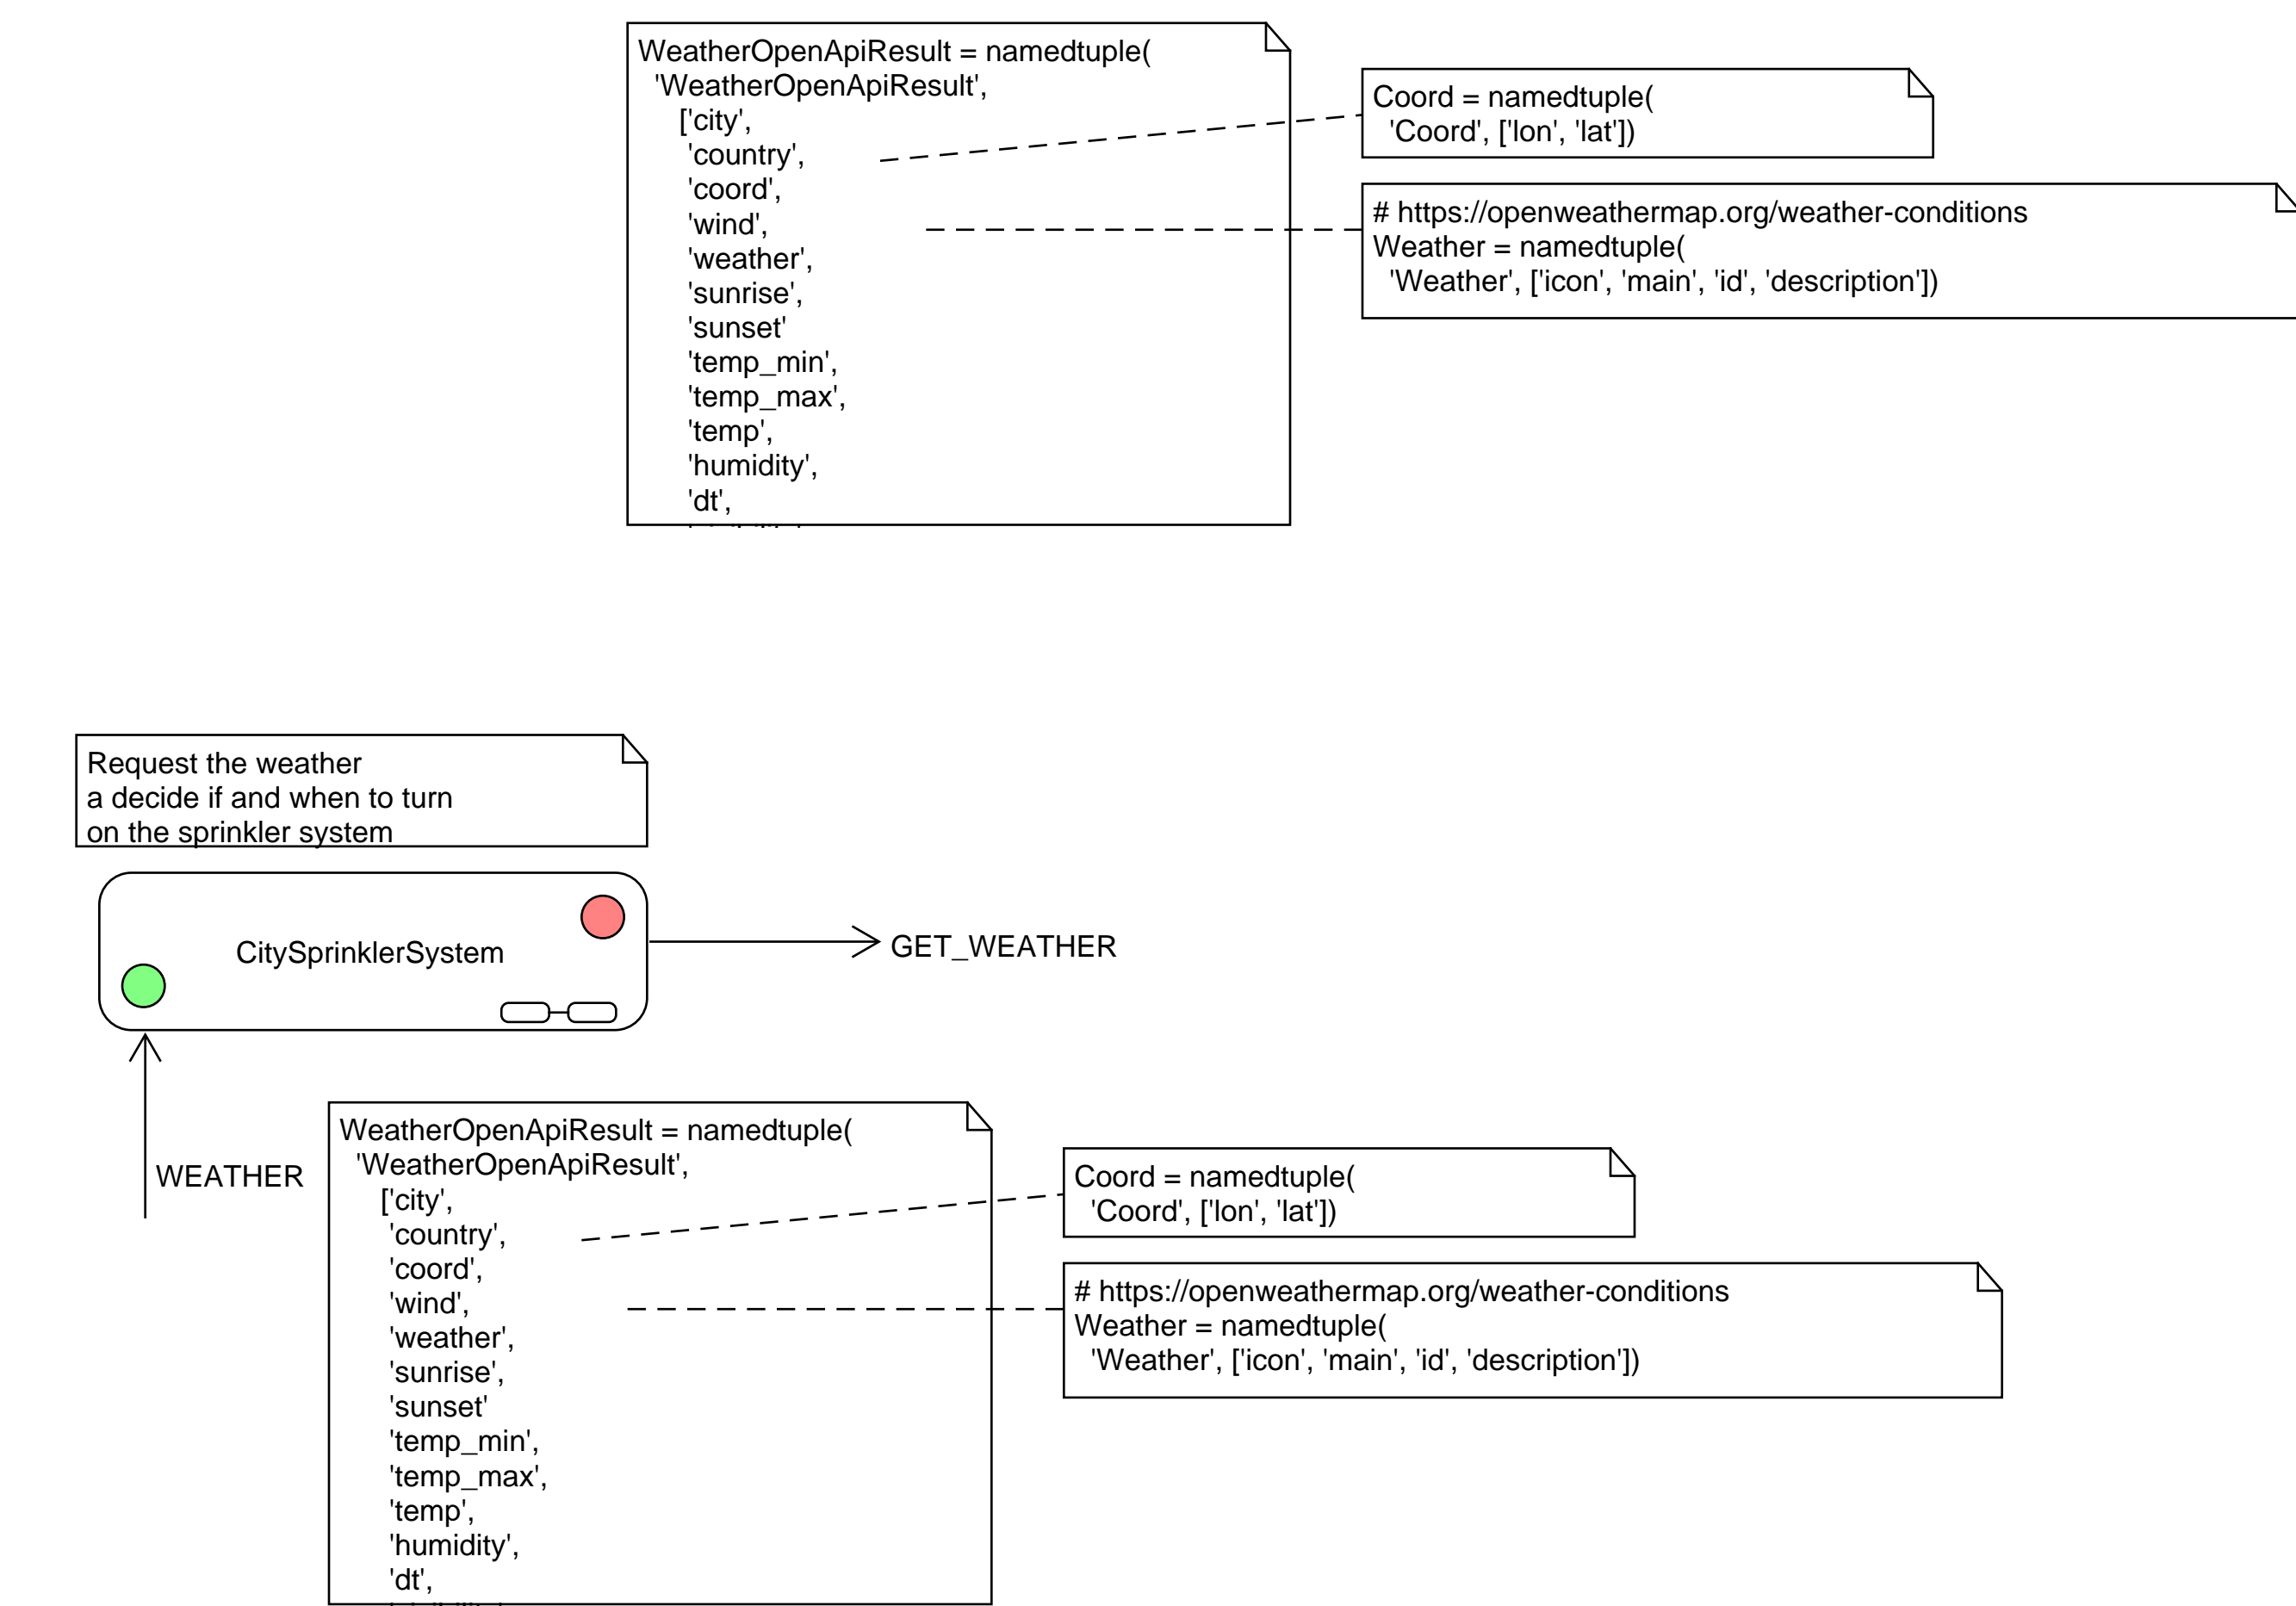 WeatherOpenApiResult = namedtuple(
'WeatherOpenApiResult',
['city',
'country',
'coord',
'wind',
'weather',
'sunrise',
'sunset'
'temp_min',
'temp_max',
'temp',
'humidity',
'dt',
Coord = namedtuple(
'Coord', ['lon', 'lat'])
# https://openweathermap.org/weather-conditions
Weather = namedtuple(
'Weather', ['icon', 'main', 'id', 'description'])
Request the weather
a decide if and when to turn
on the sprinkler system
CitySprinklerSystem
GET_WEATHER
WEATHER
WeatherOpenApiResult = namedtuple(
'WeatherOpenApiResult',
['city',
'country',
'coord',
'wind',
'weather',
'sunrise',
'sunset'
'temp_min',
'temp_max',
'temp',
'humidity',
'dt',
Coord = namedtuple(
'Coord', ['lon', 'lat'])
# https://openweathermap.org/weather-conditions
Weather = namedtuple(
'Weather', ['icon', 'main', 'id', 'description'])